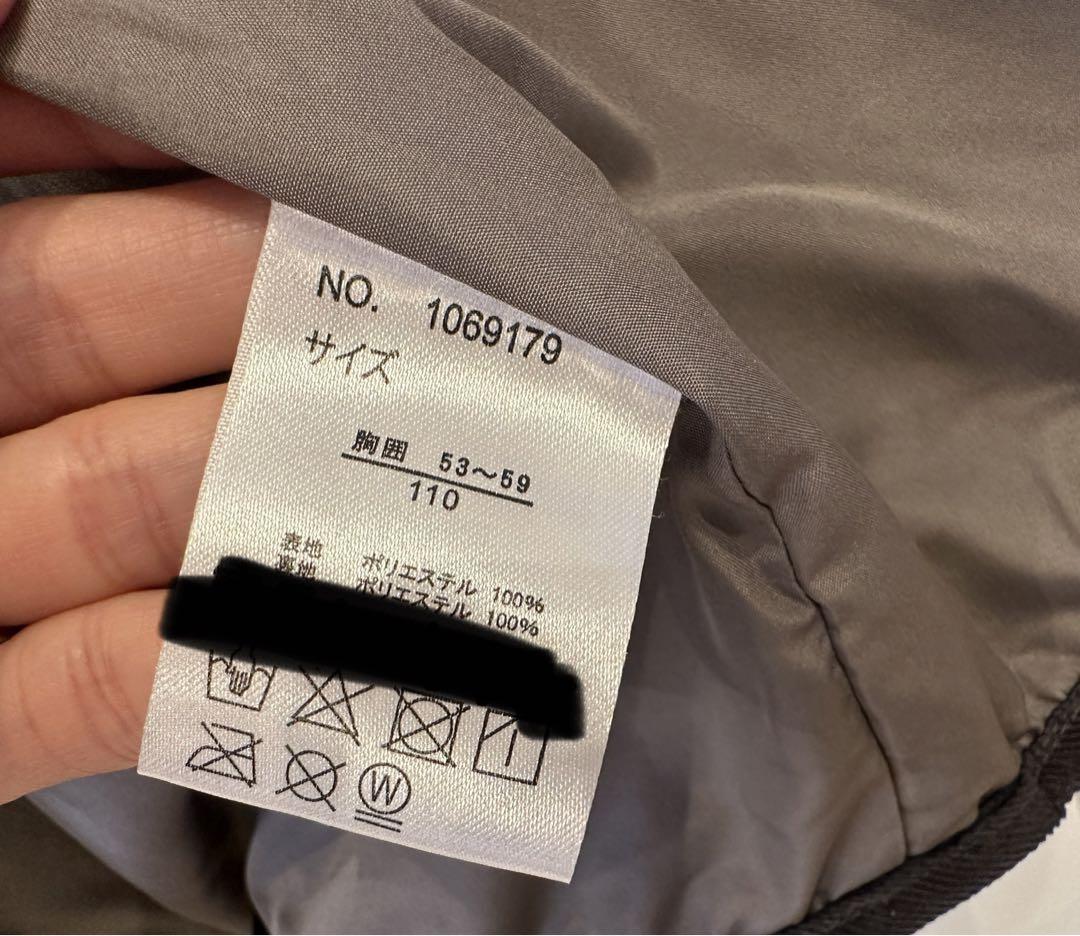 NO. 1069179
サイズ
胸囲 53～59
110
表地 ポリエステル 100%
裏地 ポリエステル 100%
W